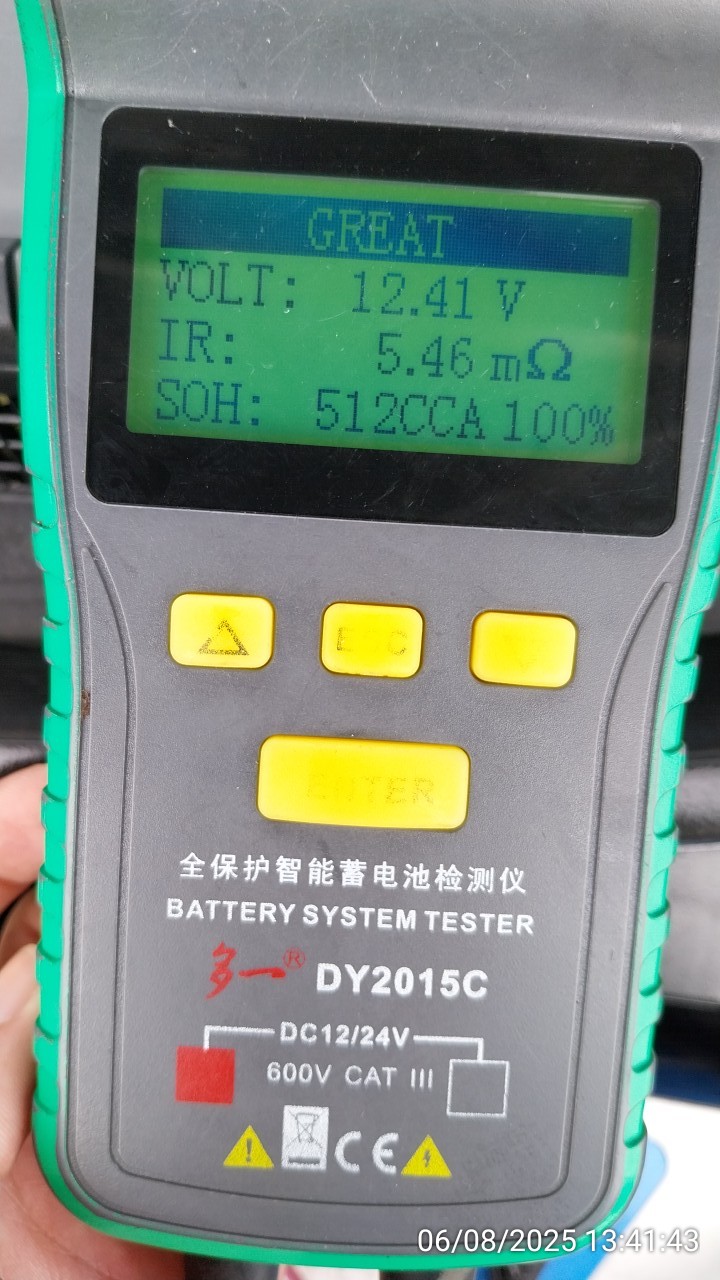 GREAT
VOLT: 12.41 V
IR: 5.46 mΩ
SOH: 512CCA 100%
E C
ENTER
全保护智能蓄电池检测仪
BATTERY SYSTEM TESTER
多一® DY2015C
DC12/24V
600V CAT III
CE
06/08/2025 13:41:43